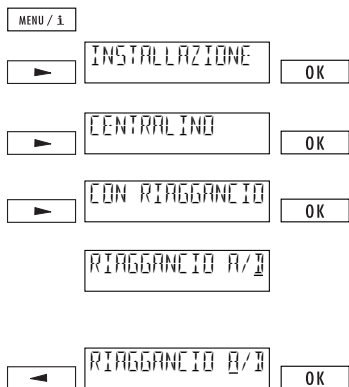 MENU / i
INSTALLAZIONE OK
CENTRALINO OK
CON RIAGGANCIO OK
RIAGGANCIO A/D
RIAGGANCIO A/D OK